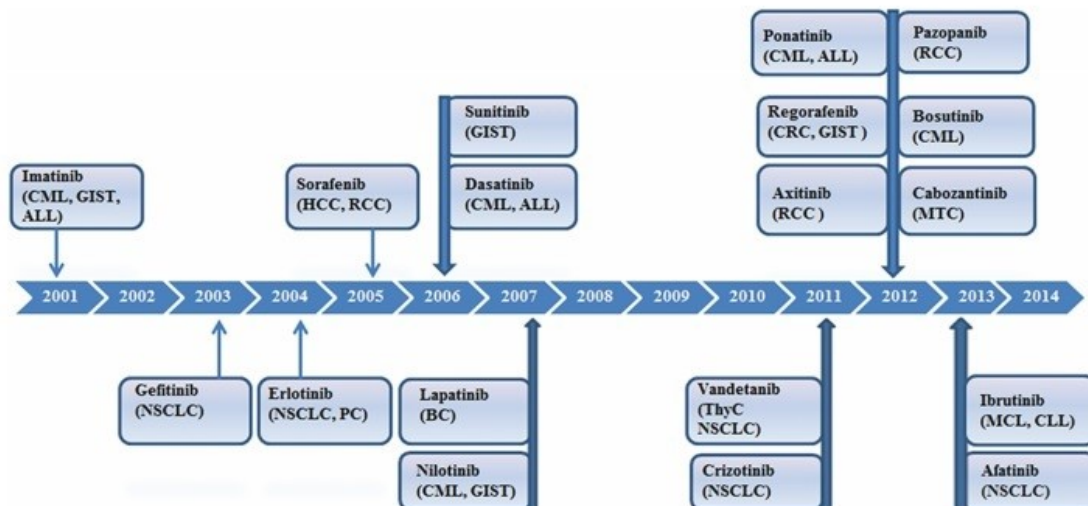 Ponatinib
(CML, ALL)
Pazopanib
(RCC)
Sunitinib
(GIST)
Regorafenib
(CRC, GIST )
Bosutinib
(CML)
Imatinib
(CML, GIST,
ALL)
Sorafenib
(HCC, RCC)
Dasatinib
(CML, ALL)
Axitinib
(RCC )
Cabozantinib
(MTC)
2001 2002 2003 2004 2005 2006 2007 2008 2009 2010 2011 2012 2013 2014
Gefitinib
(NSCLC)
Erlotinib
(NSCLC, PC)
Lapatinib
(BC)
Vandetanib
(ThyC
NSCLC)
Ibrutinib
(MCL, CLL)
Nilotinib
(CML, GIST)
Crizotinib
(NSCLC)
Afatinib
(NSCLC)